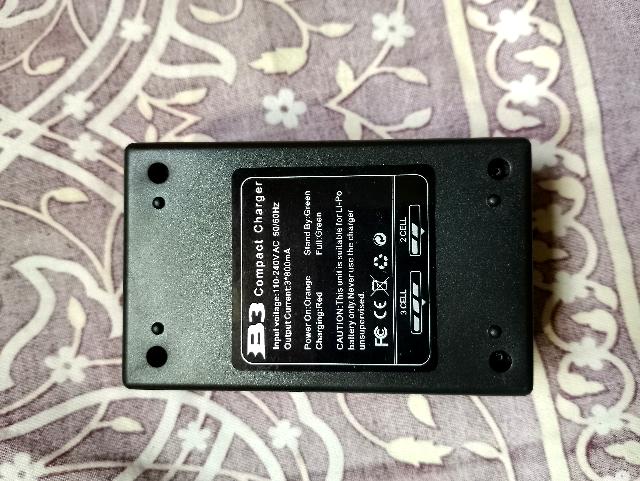 B3 Compact Charger
Input voltage:110-240V AC 50/60Hz
Output Current:3*800mA
Power On:Orange Stand By:Green
Charging:Red Full:Green
CAUTION:This unit is suitable for Li-Po
battery only.Never use the charger
unsupervised.
FC CE
3 CELL 2 CELL